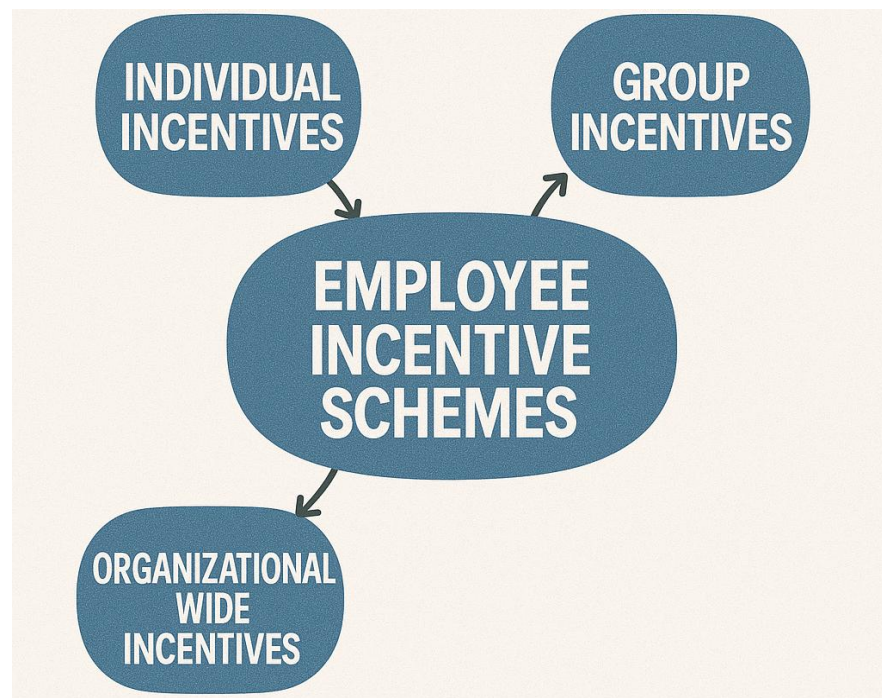 INDIVIDUAL
INCENTIVES
GROUP
INCENTIVES
EMPLOYEE
INCENTIVE
SCHEMES
ORGANIZATIONAL
WIDE
INCENTIVES